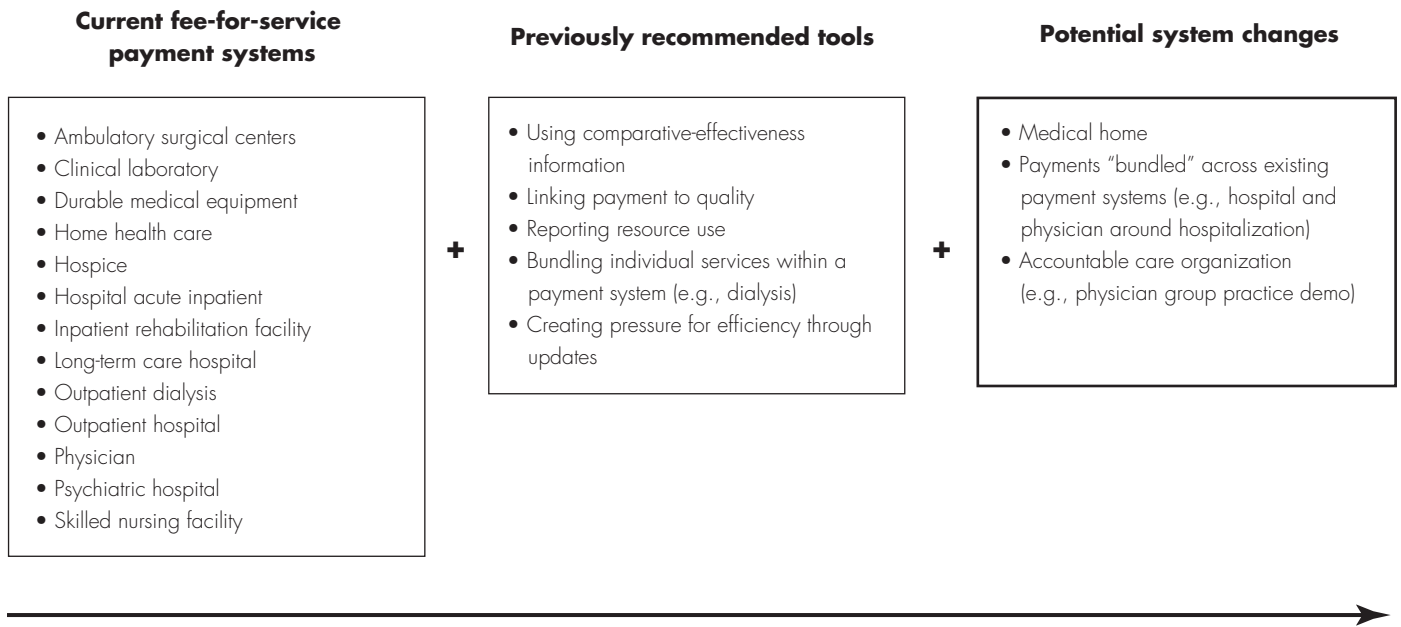 Current fee-for-service
payment systems
• Ambulatory surgical centers
• Clinical laboratory
• Durable medical equipment
• Home health care
• Hospice
• Hospital acute inpatient
• Inpatient rehabilitation facility
• Long-term care hospital
• Outpatient dialysis
• Outpatient hospital
• Physician
• Psychiatric hospital
• Skilled nursing facility
+
Previously recommended tools
• Using comparative-effectiveness
information
• Linking payment to quality
• Reporting resource use
• Bundling individual services within a
payment system (e.g., dialysis)
• Creating pressure for efficiency through
updates
+
Potential system changes
• Medical home
• Payments “bundled” across existing
payment systems (e.g., hospital and
physician around hospitalization)
• Accountable care organization
(e.g., physician group practice demo)